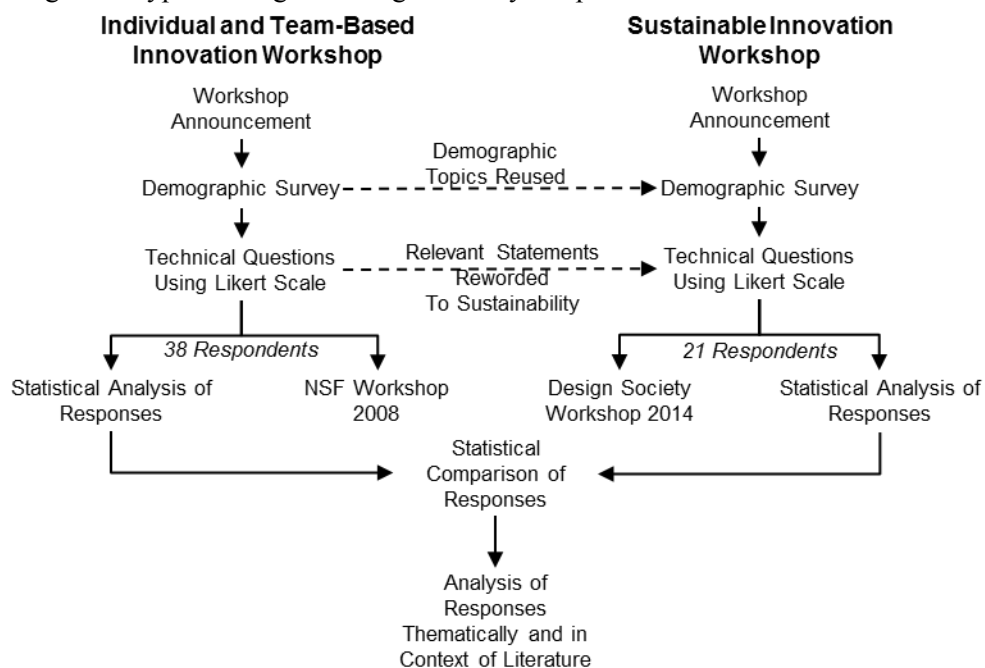 Individual and Team-Based
Innovation Workshop
Workshop
Announcement
Demographic Survey
Technical Questions
Using Likert Scale
38 Respondents
Statistical Analysis of
Responses
NSF Workshop
2008
Demographic
Topics Reused
Relevant Statements
Reworded
To Sustainability
Sustainable Innovation
Workshop
Workshop
Announcement
Demographic Survey
Technical Questions
Using Likert Scale
21 Respondents
Design Society
Workshop 2014
Statistical Analysis of
Responses
Statistical
Comparison of
Responses
Analysis of
Responses
Thematically and in
Context of Literature